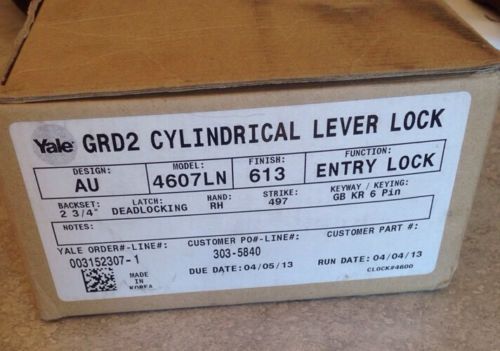 Yale GRD2 CYLINDRICAL LEVER LOCK
DESIGN: MODEL: FINISH: FUNCTION:
AU 4607LN 613 ENTRY LOCK
BACKSET: LATCH: HAND: STRIKE: KEYWAY / KEYING:
2 3/4" DEADLOCKING RH 497 GB KR 6 Pin
NOTES:
YALE ORDER#-LINE#: CUSTOMER PO#-LINE#: CUSTOMER PART #:
003152307-1 303-5840
MADE IN KOREA DUE DATE: 04/05/13 RUN DATE: 04/04/13
CLOCK#4600